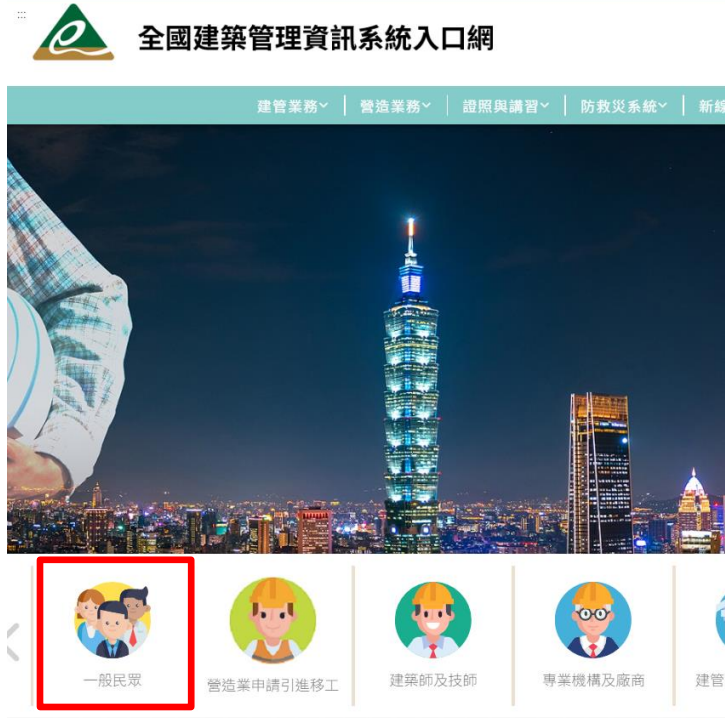 :::
全國建築管理資訊系統入口網
建管業務 營造業務 證照與講習 防救災系統
一般民眾 營造業申請引進移工 建築師及技師 專業機構及廠商 建管